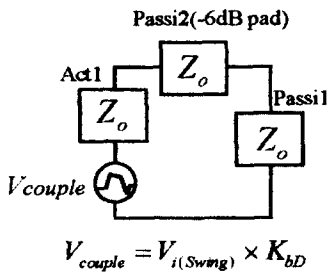 Passi2(-6dB pad)
Act1
Z_o
Z_o
Passi1
Z_o
Vcouple
V_couple = V_i(Swing) × K_bD